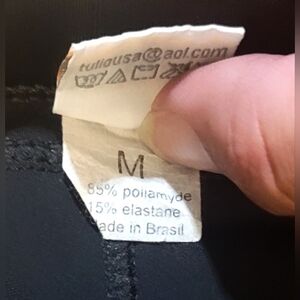 tuliousa@aol.com
M
85% poliamyde
15% elastane
ade in Brasil